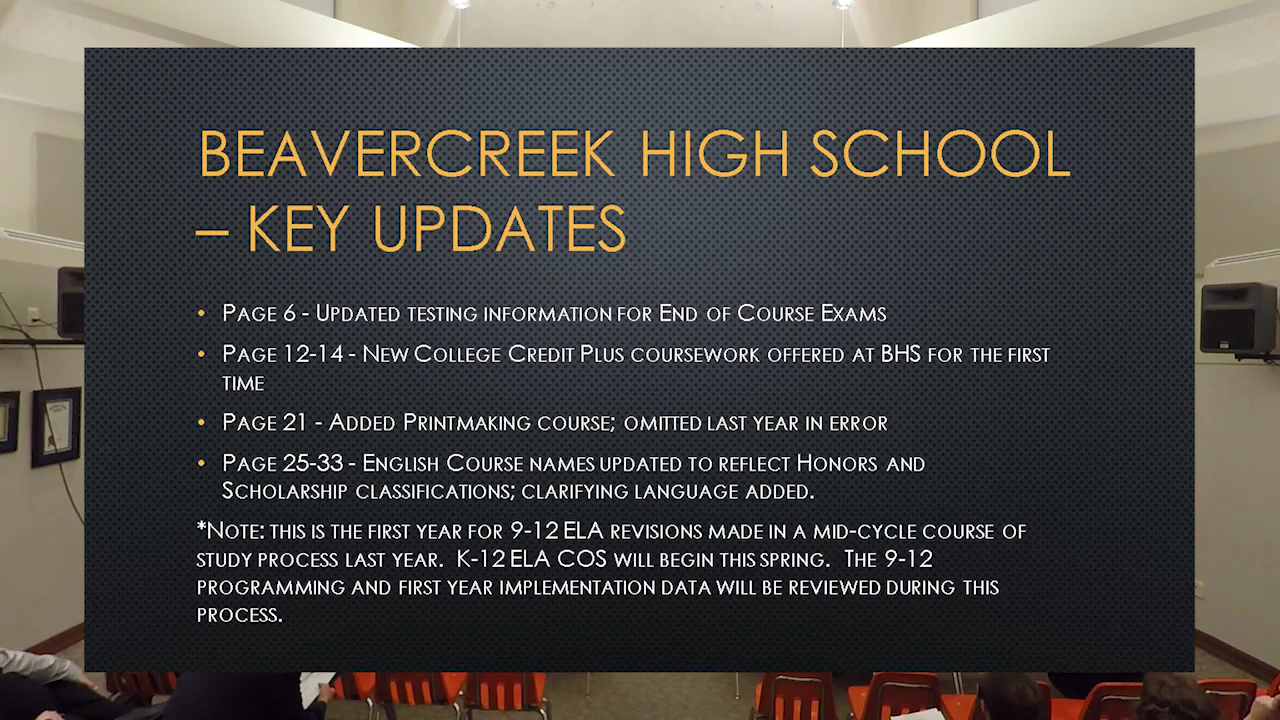 BEAVERCREEK HIGH SCHOOL
– KEY UPDATES
• PAGE 6 - UPDATED TESTING INFORMATION FOR END OF COURSE EXAMS
• PAGE 12-14 - NEW COLLEGE CREDIT PLUS COURSEWORK OFFERED AT BHS FOR THE FIRST
TIME
• PAGE 21 - ADDED PRINTMAKING COURSE; OMITTED LAST YEAR IN ERROR
• PAGE 25-33 - ENGLISH COURSE NAMES UPDATED TO REFLECT HONORS AND
SCHOLARSHIP CLASSIFICATIONS; CLARIFYING LANGUAGE ADDED.
*NOTE: THIS IS THE FIRST YEAR FOR 9-12 ELA REVISIONS MADE IN A MID-CYCLE COURSE OF
STUDY PROCESS LAST YEAR. K-12 ELA COS WILL BEGIN THIS SPRING. THE 9-12
PROGRAMMING AND FIRST YEAR IMPLEMENTATION DATA WILL BE REVIEWED DURING THIS
PROCESS.